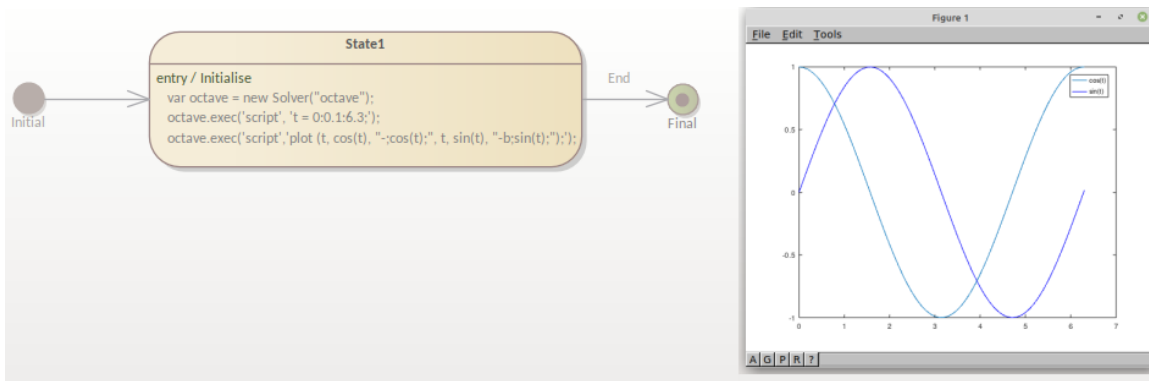 State1
entry / Initialise
var octave = new Solver("octave");
octave.exec('script', 't = 0:0.1:6.3;');
octave.exec('script','plot (t, cos(t), "-;cos(t);", t, sin(t), "-b;sin(t);");');
Initial
End
Final
Figure 1
File Edit Tools
cos(t)
sin(t)
1
0.5
0
-0.5
-1
0 1 2 3 4 5 6 7
A G P R ?